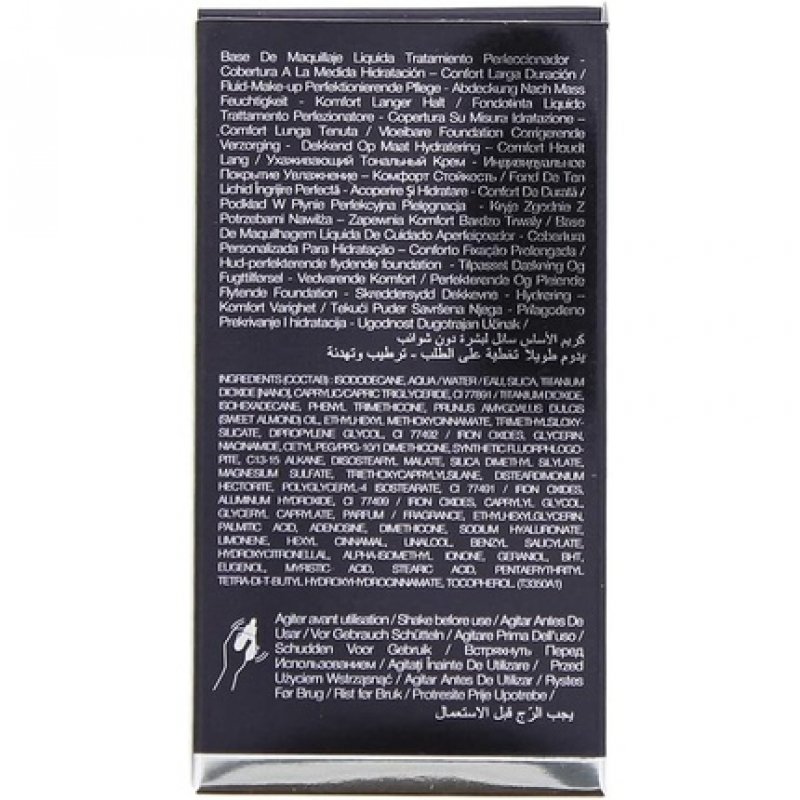 Base De Maquillaje Liquida Tratamiento Perfeccionador -
Cobertura A La Medida Hidratación – Confort Larga Duración /
Fluid-Make-up Perfektionierende Pflege - Abdeckung Nach Mass
Feuchtigkeit - Komfort Langer Halt / Fondotinta Liquido
Trattamento Perfezionatore - Copertura Su Misura Idratazione –
Comfort Lunga Tenuta / Vloeibare Foundation Corrigerende
Verzorging - Dekkend Op Maat Hydratering – Comfort Houdt
Lang / Ухаживающий Тональный Крем - Индивидуальное
Покрытие Увлажнение – Комфорт Стойкость / Fond De Ten
Lichid Îngrijire Perfectă - Acoperire Şi Hidratare - Confort De Durată /
Podkład W Płynie Perfekcyjna Pielęgnacja - Kryje Zgodnie Z
Potrzebami Nawilża – Zapewnia Komfort Bardzo Trwały / Base
De Maquilhagem Liquida De Cuidado Aperfeiçoador - Cobertura
Personalizada Para Hidratação – Conforto Fixação Prolongada /
Hud-perfekterende flydende foundation - Tilpasset Dækning Og
Fugttilførsel - Vedvarende Komfort / Perfekterende Og Pleiende
Flytende Foundation - Skreddersydd Dekkevne - Hydrering –
Komfort Varighet / Tekući Puder Savršena Njega - Prilagođeno
Prekrivanje I hidratacija - Ugodnost Dugotrajan Učinak /
كريم الأساس سائل لبشرة دون شوائب
يدوم طويلاً تغطية على الطلب - ترطيب وتهدئة
INGREDIENTS (СОСТАВ) : ISODODECANE, AQUA / WATER / EAU, SILICA, TITANIUM
DIOXIDE [NANO], CAPRYLIC/CAPRIC TRIGLYCERIDE, CI 77891 / TITANIUM DIOXIDE,
ISOHEXADECANE, PHENYL TRIMETHICONE, PRUNUS AMYGDALUS DULCIS
(SWEET ALMOND) OIL, ETHYLHEXYL METHOXYCINNAMATE, TRIMETHYLSILOXY-
SILICATE, DIPROPYLENE GLYCOL, CI 77492 / IRON OXIDES, GLYCERIN,
NIACINAMIDE, CETYL PEG/PPG-10/1 DIMETHICONE, SYNTHETIC FLUORPHLOGO-
PITE, C13-15 ALKANE, DIISOSTEARYL MALATE, SILICA DIMETHYL SILYLATE,
MAGNESIUM SULFATE, TRIETHOXYCAPRYLYLSILANE, DISTEARDIMONIUM
HECTORITE, POLYGLYCERYL-4 ISOSTEARATE, CI 77491 / IRON OXIDES,
ALUMINUM HYDROXIDE, CI 77499 / IRON OXIDES, CAPRYLYL GLYCOL,
GLYCERYL CAPRYLATE, PARFUM / FRAGRANCE, ETHYLHEXYLGLYCERIN,
PALMITIC ACID, ADENOSINE, DIMETHICONE, SODIUM HYALURONATE,
LIMONENE, HEXYL CINNAMAL, LINALOOL, BENZYL SALICYLATE,
HYDROXYCITRONELLAL, ALPHA-ISOMETHYL IONONE, GERANIOL, BHT,
EUGENOL, MYRISTIC ACID, STEARIC ACID, PENTAERYTHRITYL
TETRA-DI-T-BUTYL HYDROXYHYDROCINNAMATE, TOCOPHEROL. (T3350A1)
Agiter avant utilisation / Shake before use / Agitar Antes De
Usar / Vor Gebrauch Schütteln / Agitare Prima Dell'uso /
Schudden Voor Gebruik / Встряхнуть Перед
Использованием / Agitaţi Înainte De Utilizare / Przed
Użyciem Wstrząsnąć / Agitar Antes De Utilizar / Rystes
Før Brug / Rist før Bruk / Protresite Prije Upotrebe /
يجب الرّج قبل الاستعمال